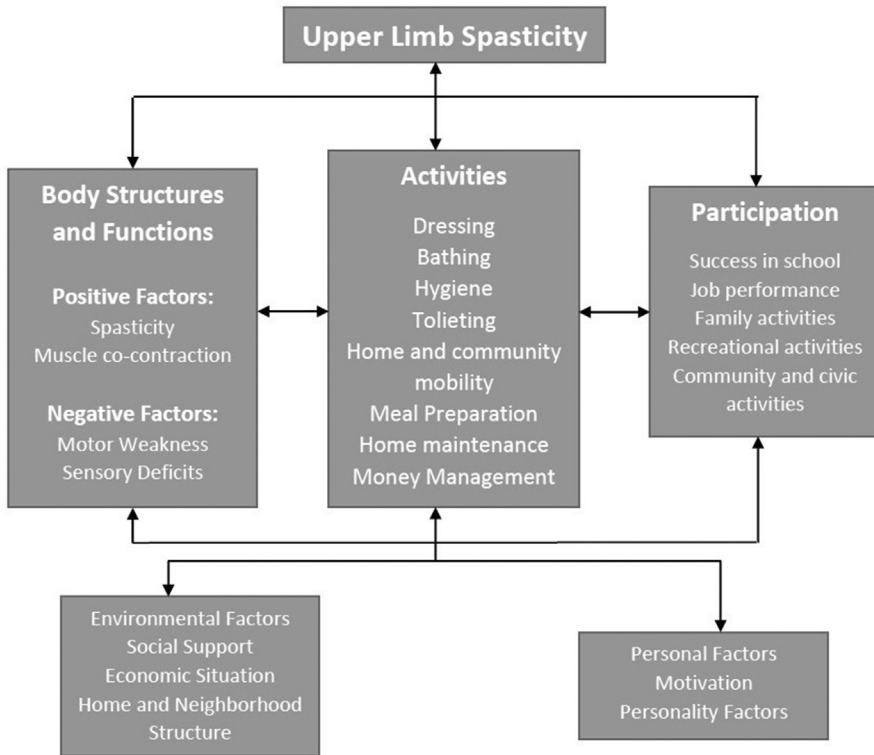 Upper Limb Spasticity
Body Structures
and Functions
Positive Factors:
Spasticity
Muscle co-contraction
Negative Factors:
Motor Weakness
Sensory Deficits
Activities
Dressing
Bathing
Hygiene
Tolieting
Home and community
mobility
Meal Preparation
Home maintenance
Money Management
Participation
Success in school
Job performance
Family activities
Recreational activities
Community and civic
activities
Environmental Factors
Social Support
Economic Situation
Home and Neighborhood
Structure
Personal Factors
Motivation
Personality Factors